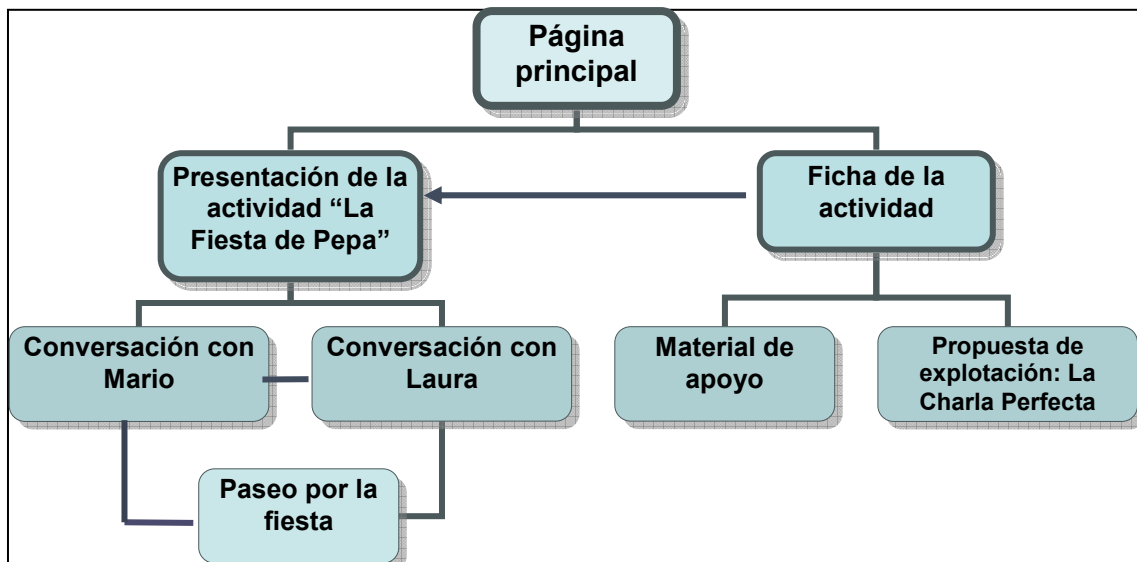 Página
principal
Presentación de la
actividad “La
Fiesta de Pepa”
Ficha de la
actividad
Conversación con
Mario
Conversación con
Laura
Material de
apoyo
Propuesta de
explotación: La
Charla Perfecta
Paseo por la
fiesta